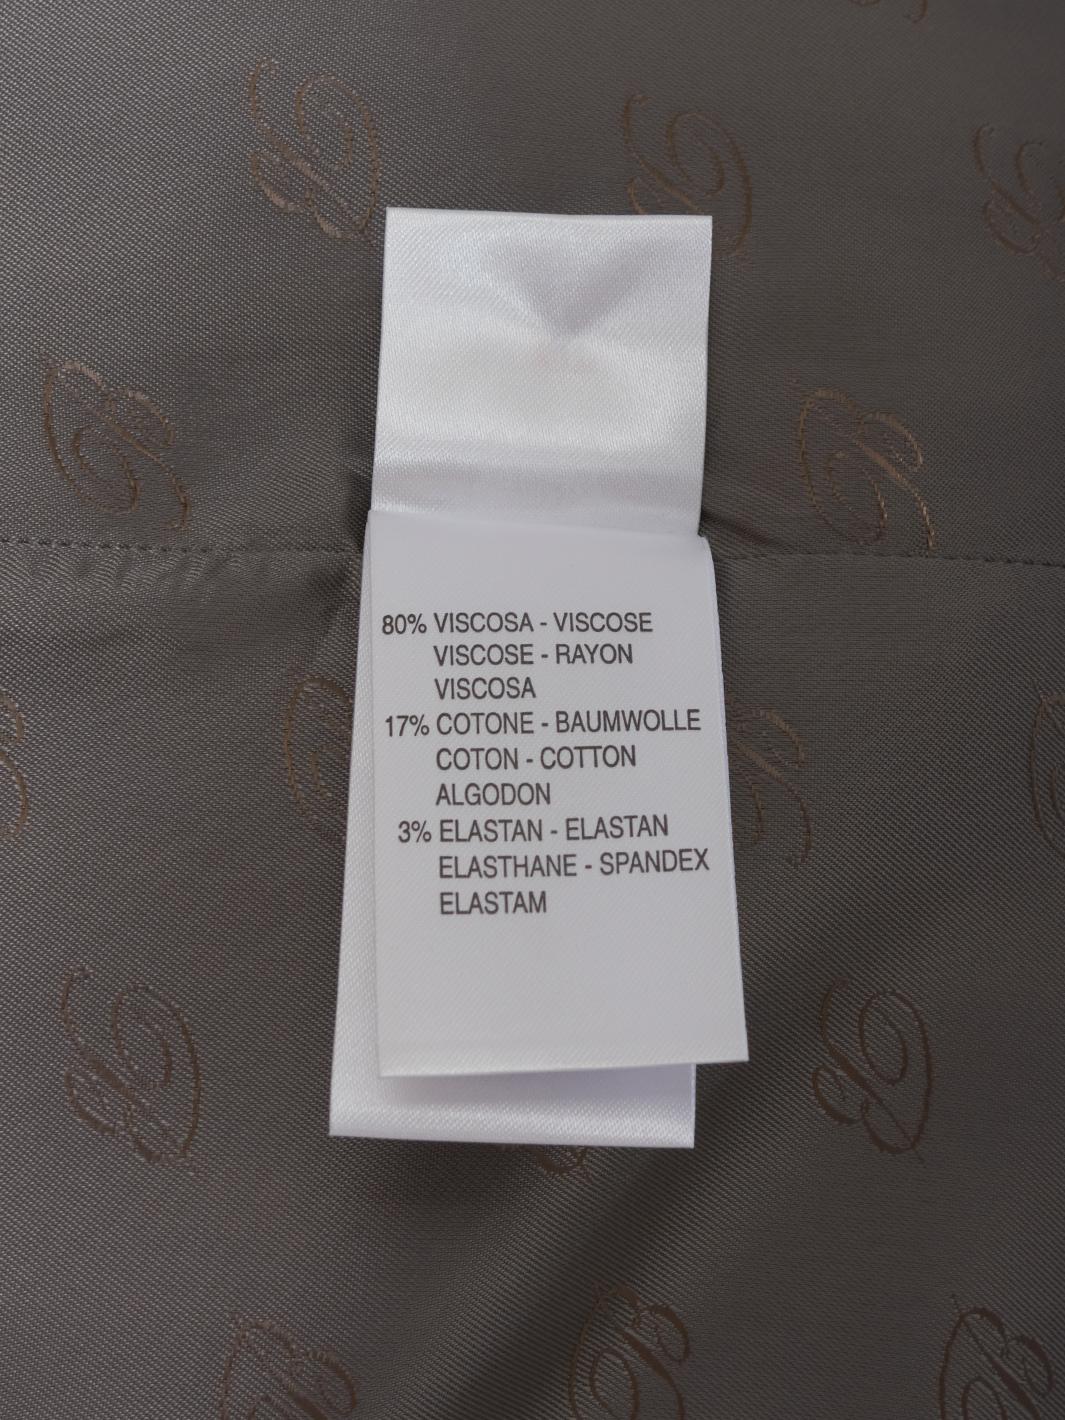 80% VISCOSA - VISCOSE
VISCOSE - RAYON
VISCOSA
17% COTONE - BAUMWOLLE
COTON - COTTON
ALGODON
3% ELASTAN - ELASTAN
ELASTHANE - SPANDEX
ELASTAM